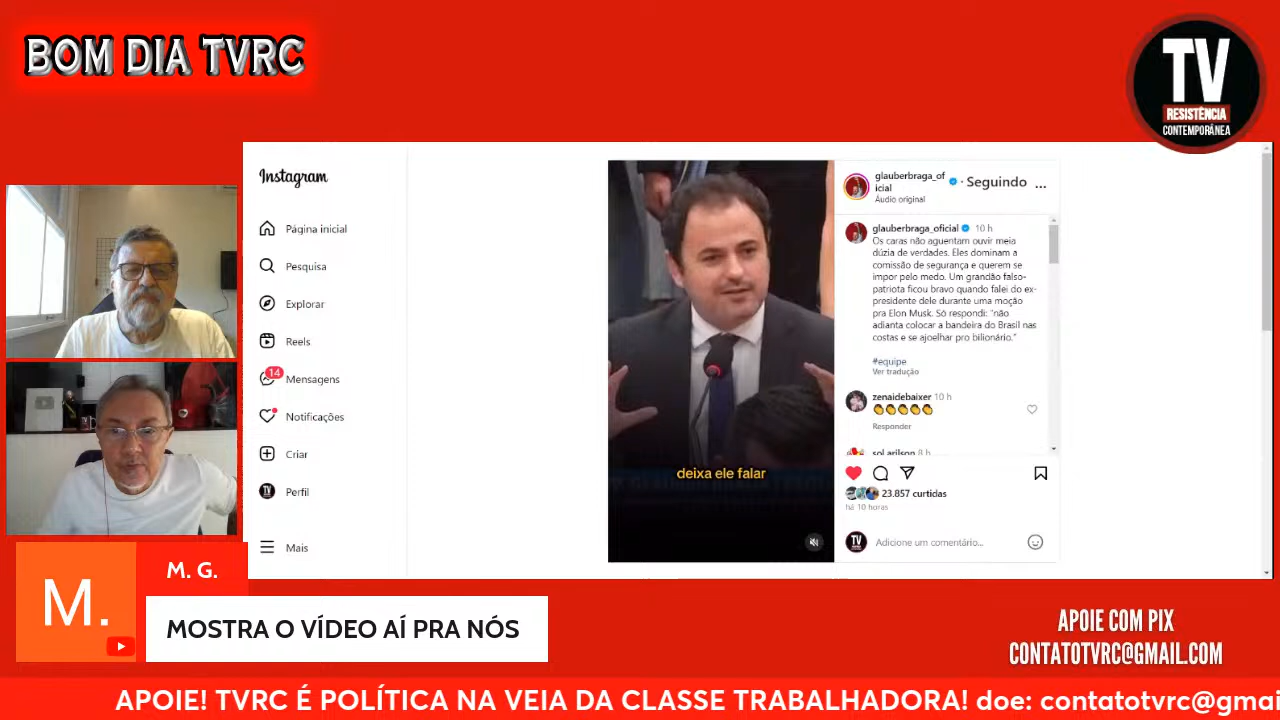 BOM DIA TVRC
TV
RESISTÊNCIA
CONTEMPORÂNEA
Instagram
Página inicial
Pesquisa
Explorar
Reels
14
Mensagens
Notificações
Criar
Perfil
Mais
deixa ele falar
glauberbraga_of
icial
· Seguindo
...
Áudio original
glauberbraga_oficial 10 h
Os caras não aguentam ouvir meia
dúzia de verdades. Eles dominam a
comissão de segurança e querem se
impor pelo medo. Um grandão falso-
patriota ficou bravo quando falei do ex-
presidente dele durante uma moção
pra Elon Musk. Só respondi: "não
adianta colocar a bandeira do Brasil nas
costas e se ajoelhar pro bilionário."
#equipe
Ver tradução
zenaidebaixer 10 h
👏👏👏👏👏
Responder
sol.arilson 8 h
23.857 curtidas
há 10 horas
TV
Adicione um comentário...
M.
M. G.
MOSTRA O VÍDEO AÍ PRA NÓS
APOIE COM PIX
CONTATOTVRC@GMAIL.COM
APOIE! TVRC É POLÍTICA NA VEIA DA CLASSE TRABALHADORA! doe: contatotvrc@gmai